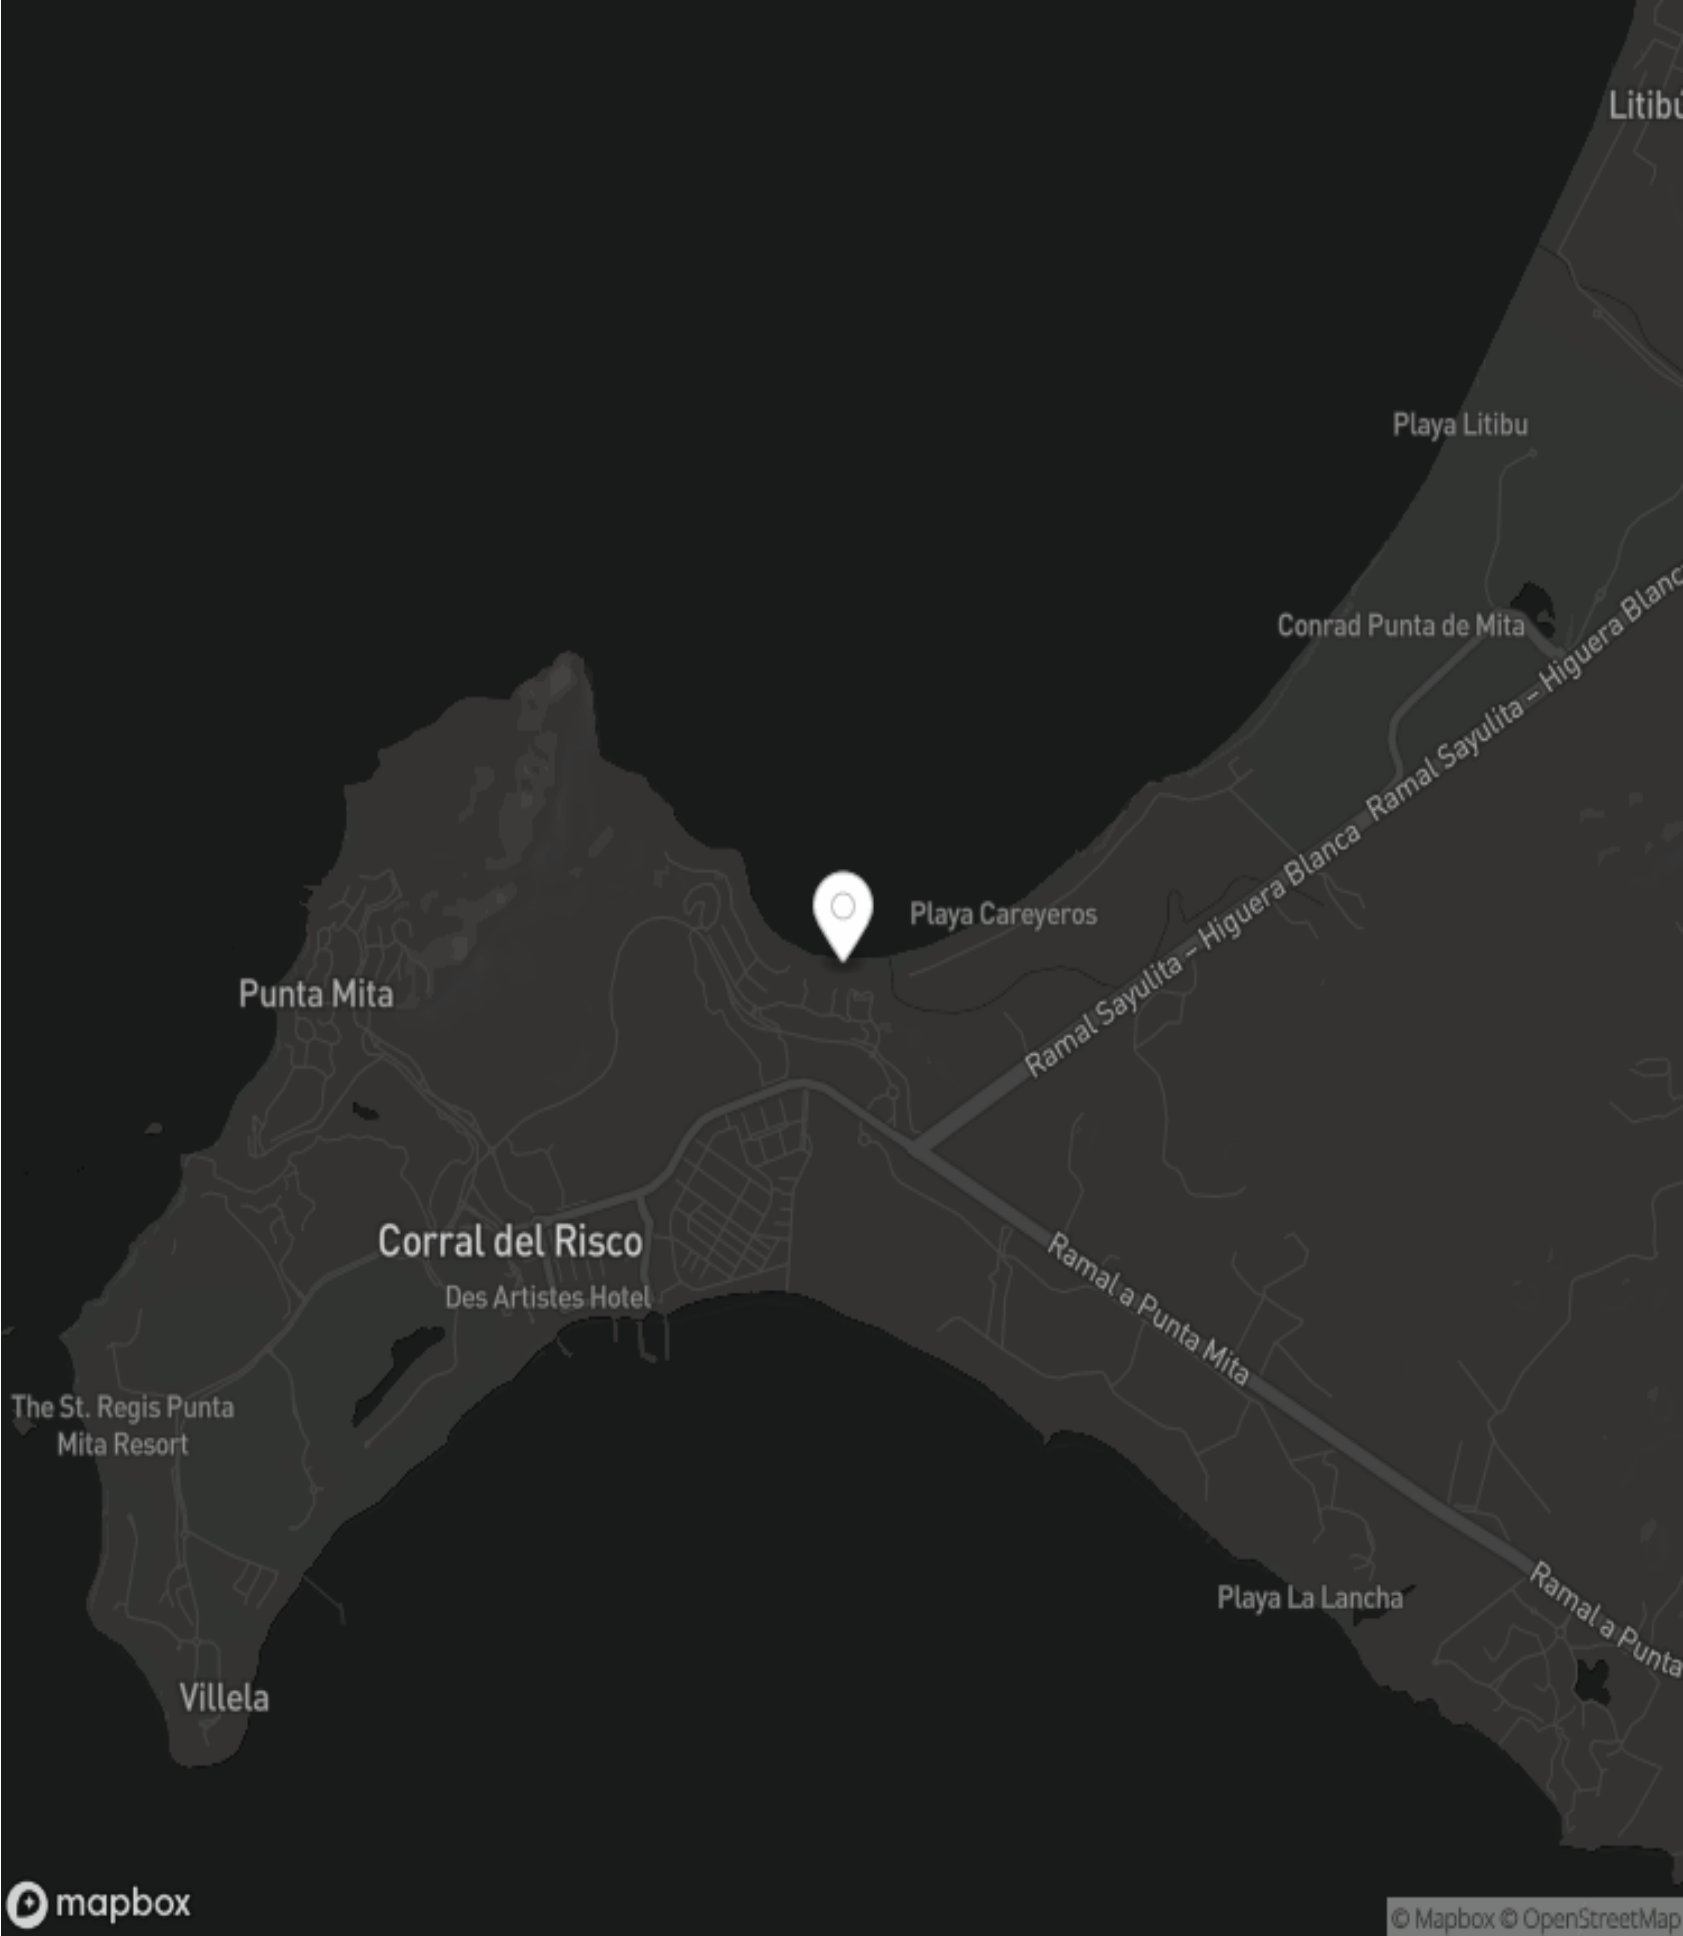 Litibú
Playa Litibu
Conrad Punta de Mita
Ramal Sayulita – Higuera Blanca
Ramal Sayulita – Higuera Blanca
Playa Careyeros
Punta Mita
Corral del Risco
Des Artistes Hotel
Ramal a Punta Mita
The St. Regis Punta
Mita Resort
Playa La Lancha
Ramal a Punta
Villela
mapbox
© Mapbox © OpenStreetMap